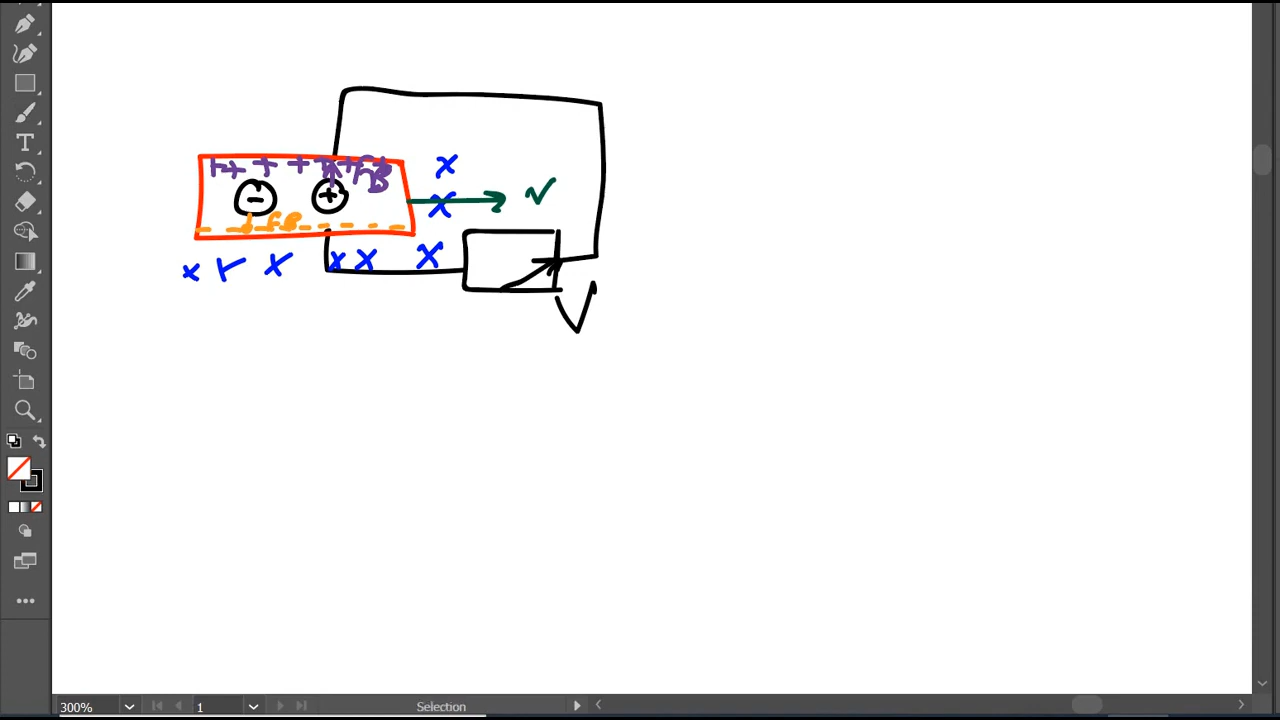 + + + + + + +
x
− +
x v
− − − − − − −
x x x x x x
V
300% 1 Selection